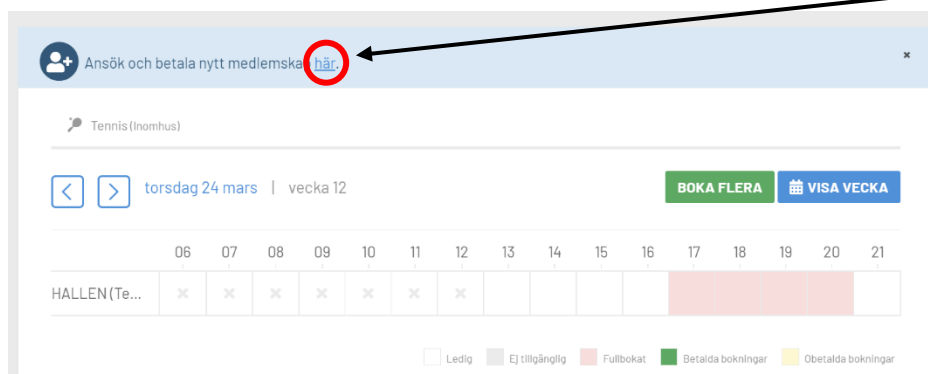 Ansök och betala nytt medlemska här.
×
Tennis (Inomhus)
< > torsdag 24 mars | vecka 12
BOKA FLERA VISA VECKA
06 07 08 09 10 11 12 13 14 15 16 17 18 19 20 21
HALLEN (Te...
Ledig Ej tillgänglig Fullbokat Betalda bokningar Obetalda bokningar